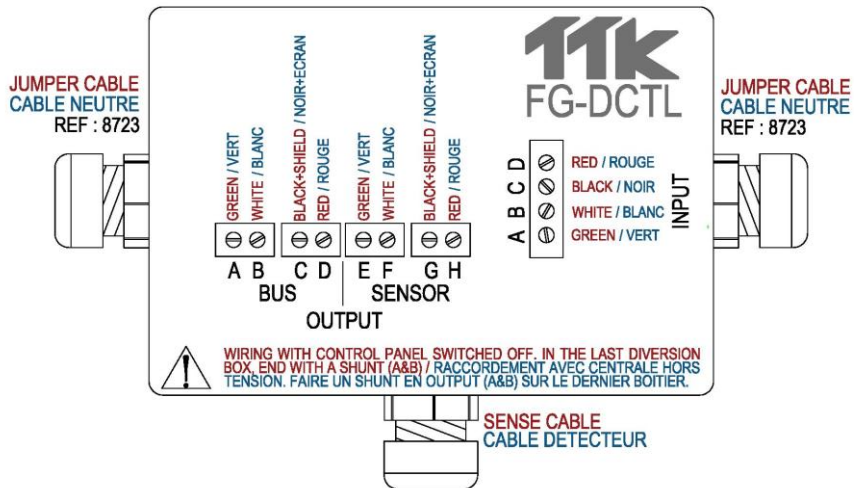 TTK
FG-DCTL
JUMPER CABLE
CABLE NEUTRE
REF : 8723
GREEN / VERT
WHITE / BLANC
BLACK+SHIELD / NOIR+ECRAN
RED / ROUGE
GREEN / VERT
WHITE / BLANC
BLACK+SHIELD / NOIR+ECRAN
RED / ROUGE
A B C D E F G H
BUS SENSOR
OUTPUT
D RED / ROUGE
C BLACK / NOIR
B WHITE / BLANC
A GREEN / VERT
INPUT
JUMPER CABLE
CABLE NEUTRE
REF : 8723
WIRING WITH CONTROL PANEL SWITCHED OFF. IN THE LAST DIVERSION
BOX, END WITH A SHUNT (A&B) / RACCORDEMENT AVEC CENTRALE HORS
TENSION. FAIRE UN SHUNT EN OUTPUT (A&B) SUR LE DERNIER BOITIER.
SENSE CABLE
CABLE DETECTEUR